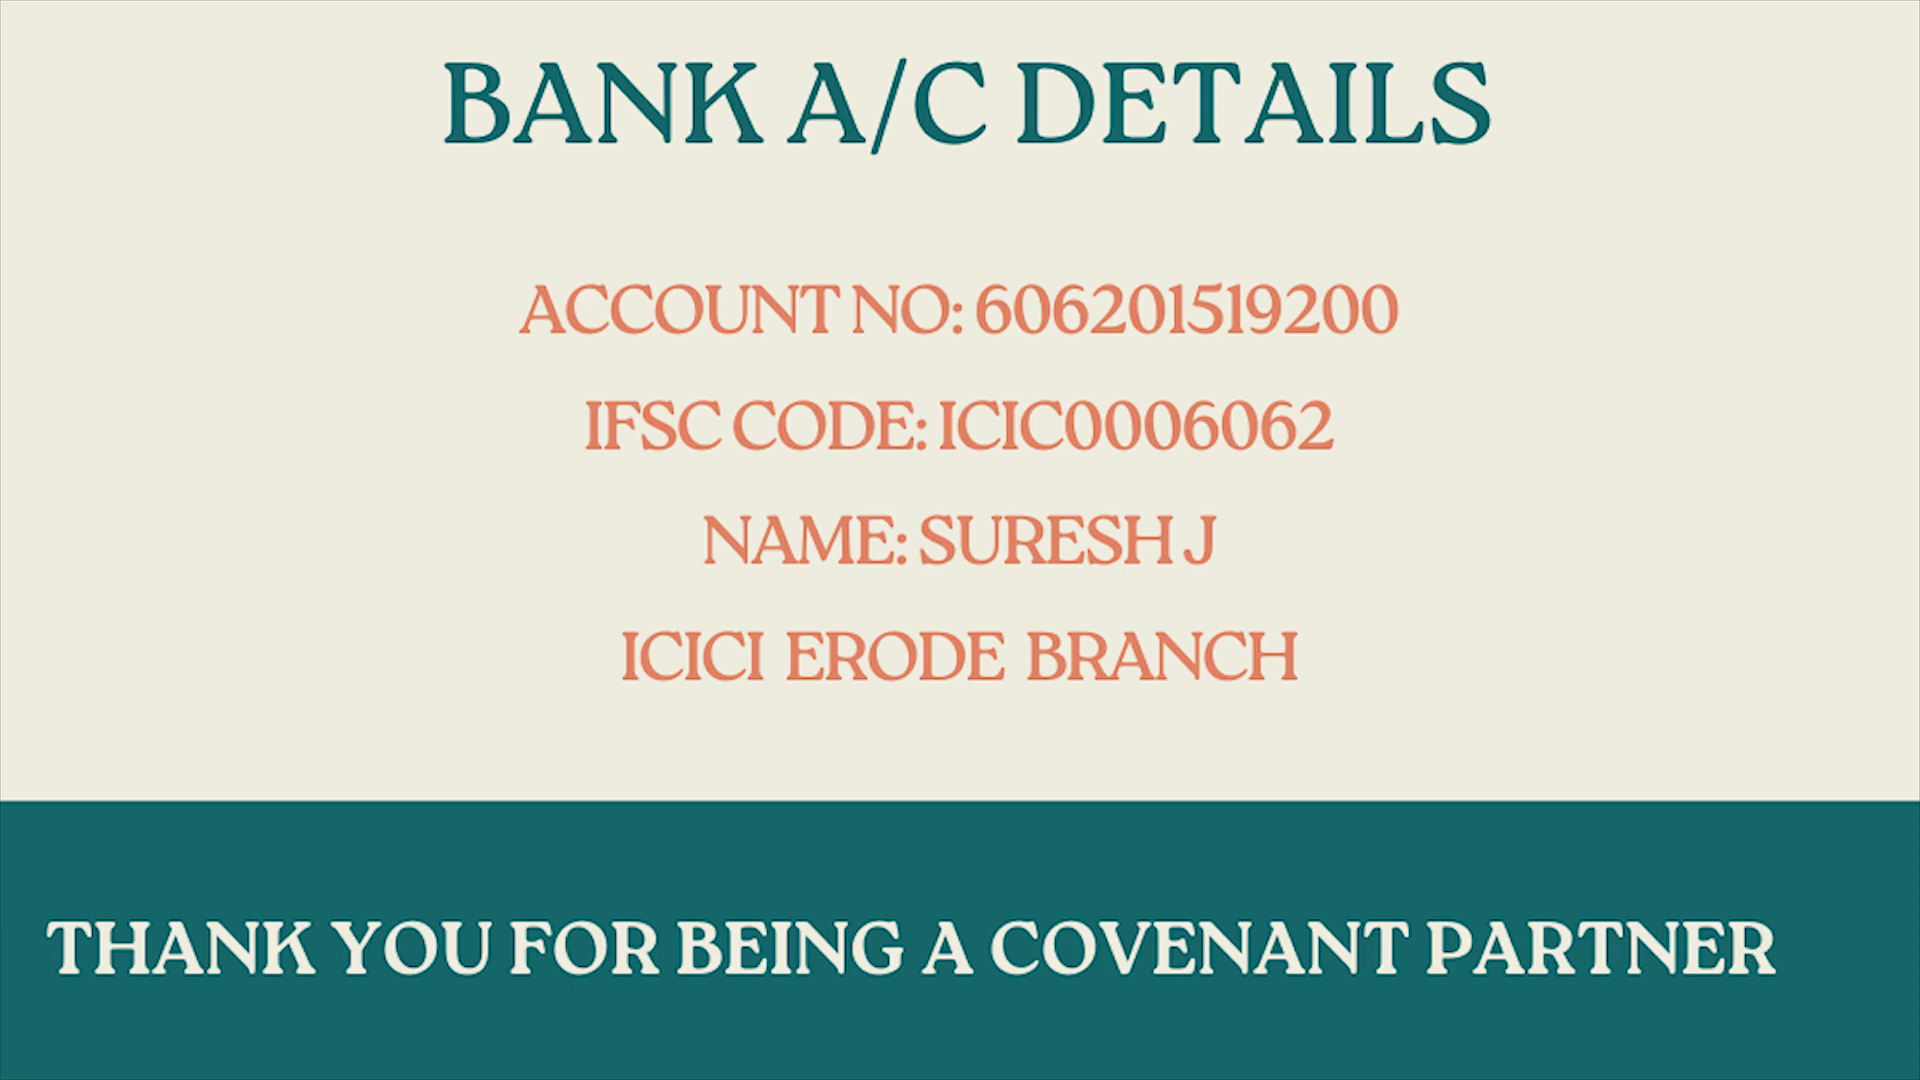 BANK A/C DETAILS
ACCOUNT NO: 606201519200
IFSC CODE: ICIC0006062
NAME: SURESH J
ICICI ERODE BRANCH
THANK YOU FOR BEING A COVENANT PARTNER